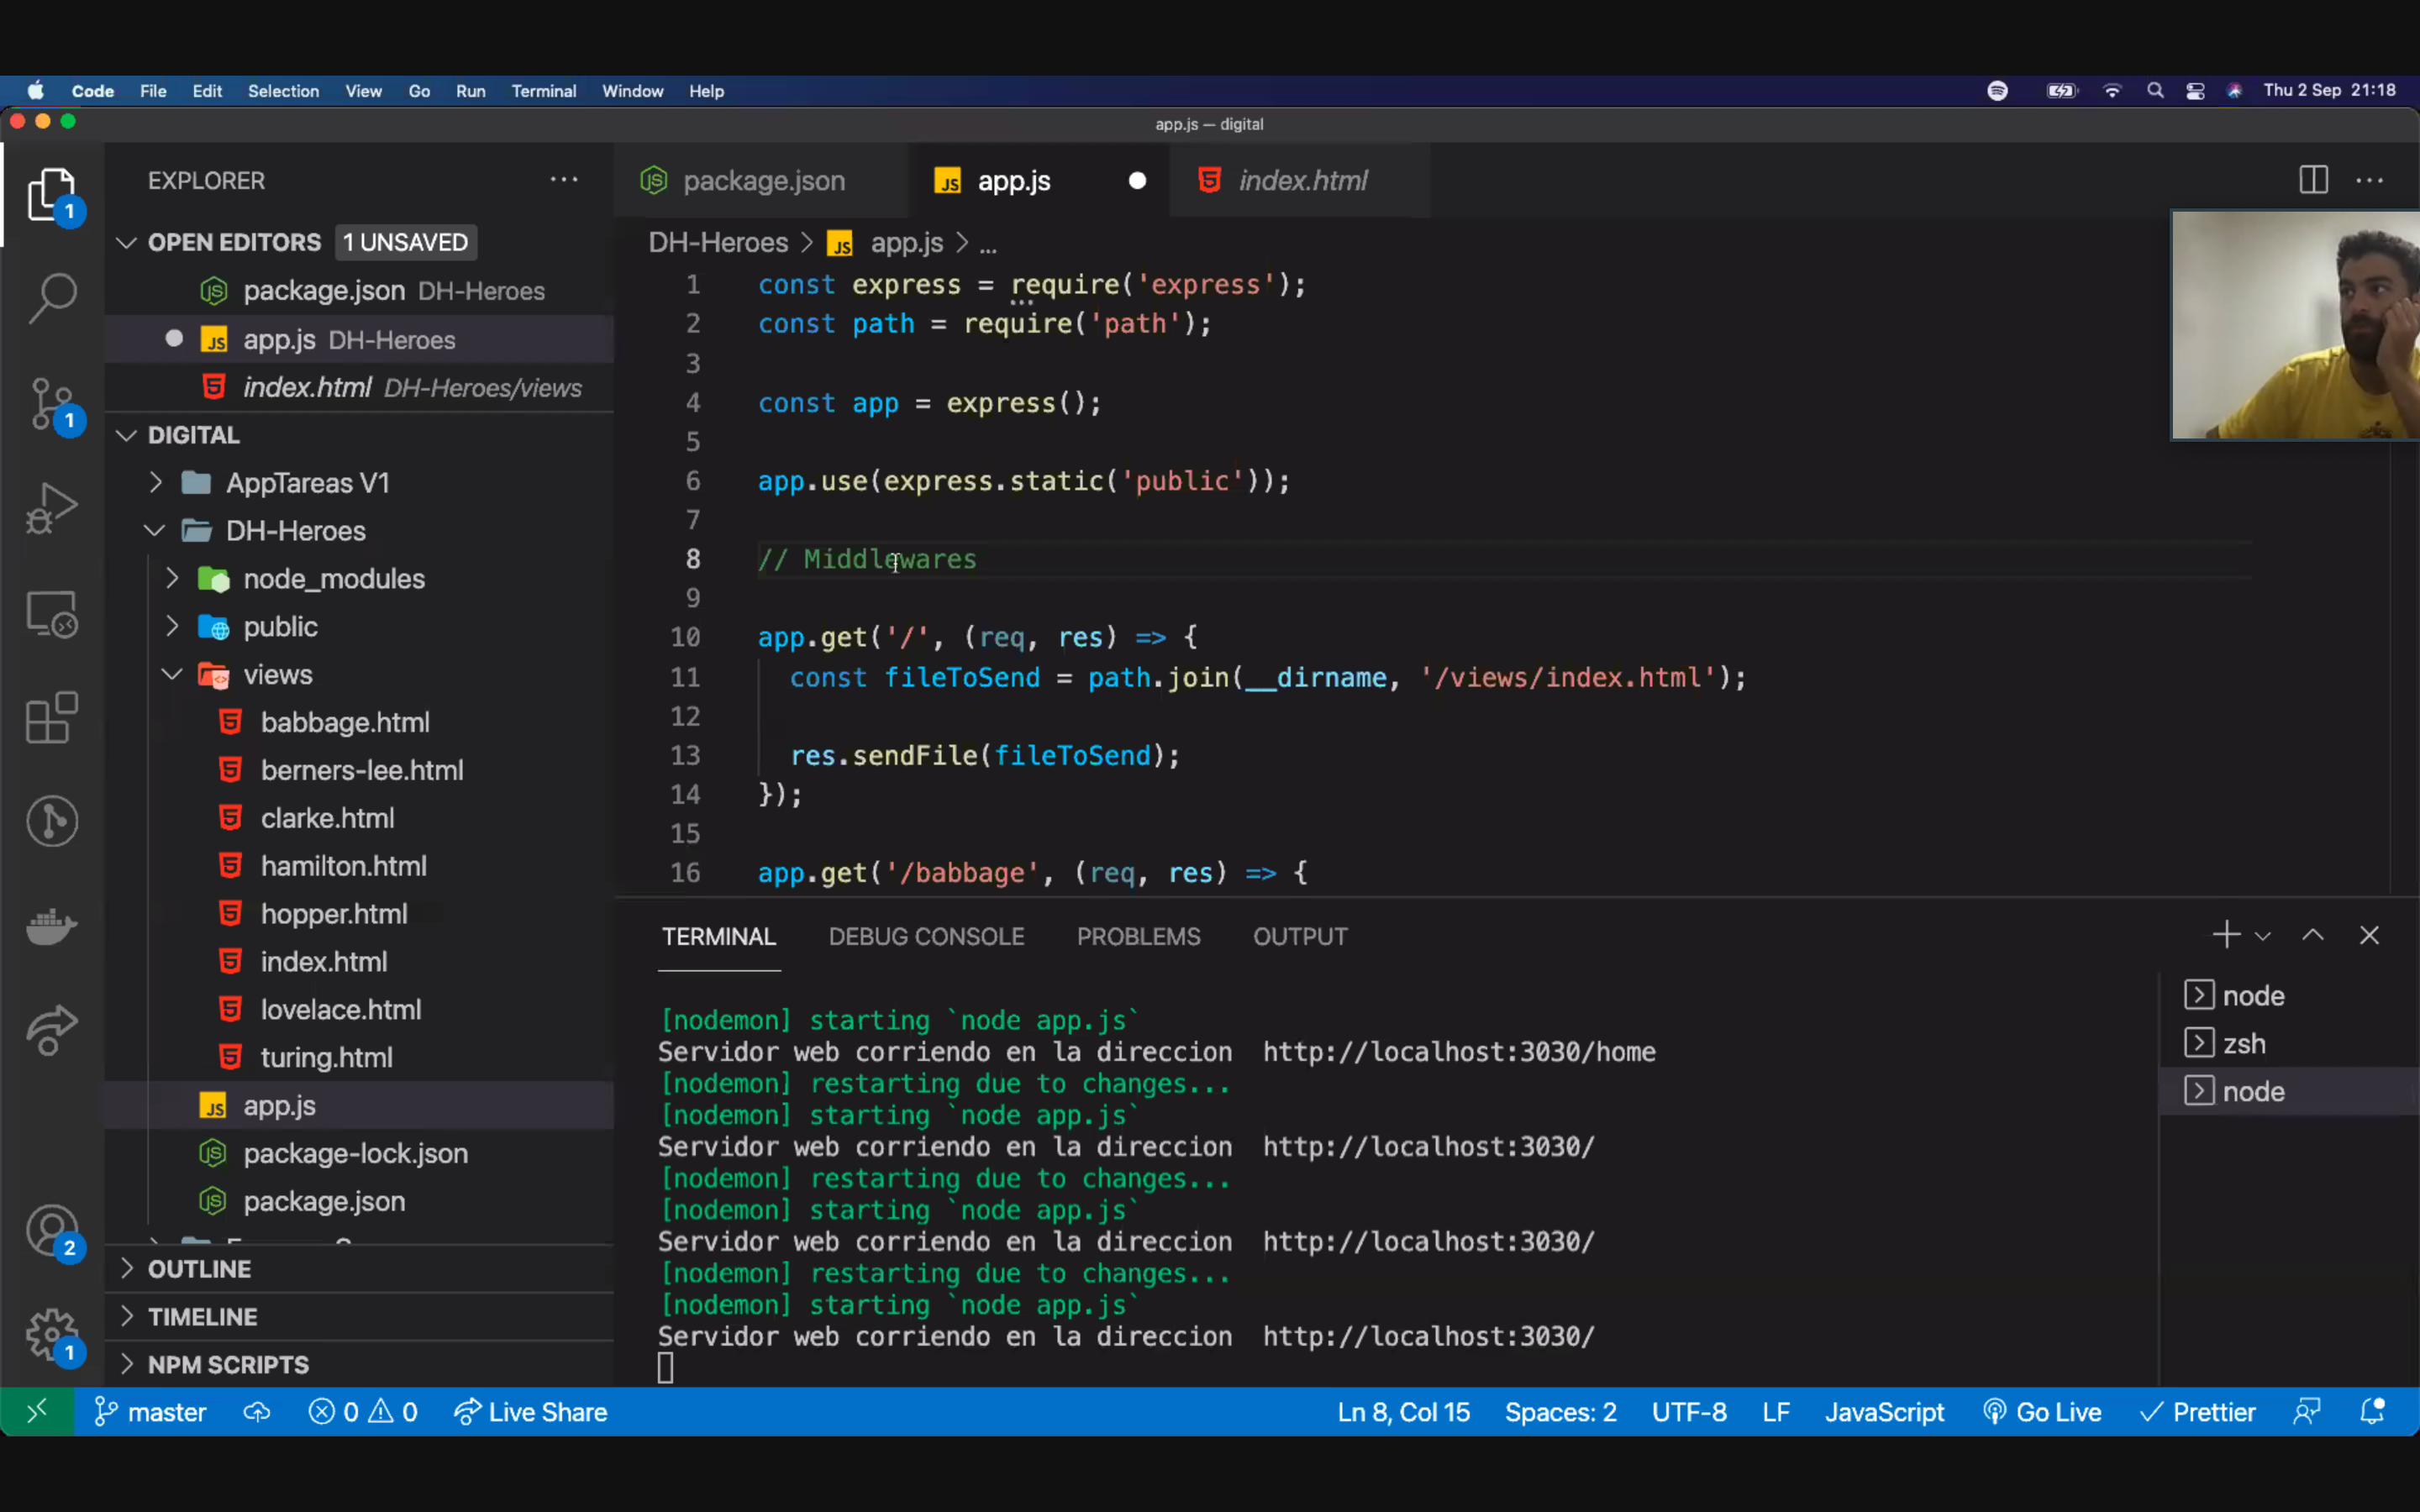 Code File Edit Selection View Go Run Terminal Window Help Thu 2 Sep 21:18
app.js — digital
EXPLORER
OPEN EDITORS 1 UNSAVED
package.json DH-Heroes
app.js DH-Heroes
index.html DH-Heroes/views
DIGITAL
AppTareas V1
DH-Heroes
node_modules
public
views
babbage.html
berners-lee.html
clarke.html
hamilton.html
hopper.html
index.html
lovelace.html
turing.html
app.js
package-lock.json
package.json
OUTLINE
TIMELINE
NPM SCRIPTS
1
1
2
1
package.json app.js index.html
DH-Heroes > JS app.js > ...
1 const express = require('express');
2 const path = require('path');
3
4 const app = express();
5
6 app.use(express.static('public'));
7
8 // Middlewares
9
10 app.get('/', (req, res) => {
11 const fileToSend = path.join(__dirname, '/views/index.html');
12
13 res.sendFile(fileToSend);
14 });
15
16 app.get('/babbage', (req, res) => {
TERMINAL DEBUG CONSOLE PROBLEMS OUTPUT
[nodemon] starting `node app.js`
Servidor web corriendo en la direccion http://localhost:3030/home
[nodemon] restarting due to changes...
[nodemon] starting `node app.js`
Servidor web corriendo en la direccion http://localhost:3030/
[nodemon] restarting due to changes...
[nodemon] starting `node app.js`
Servidor web corriendo en la direccion http://localhost:3030/
[nodemon] restarting due to changes...
[nodemon] starting `node app.js`
Servidor web corriendo en la direccion http://localhost:3030/
node
zsh
node
master 0 0 Live Share Ln 8, Col 15 Spaces: 2 UTF-8 LF JavaScript Go Live Prettier